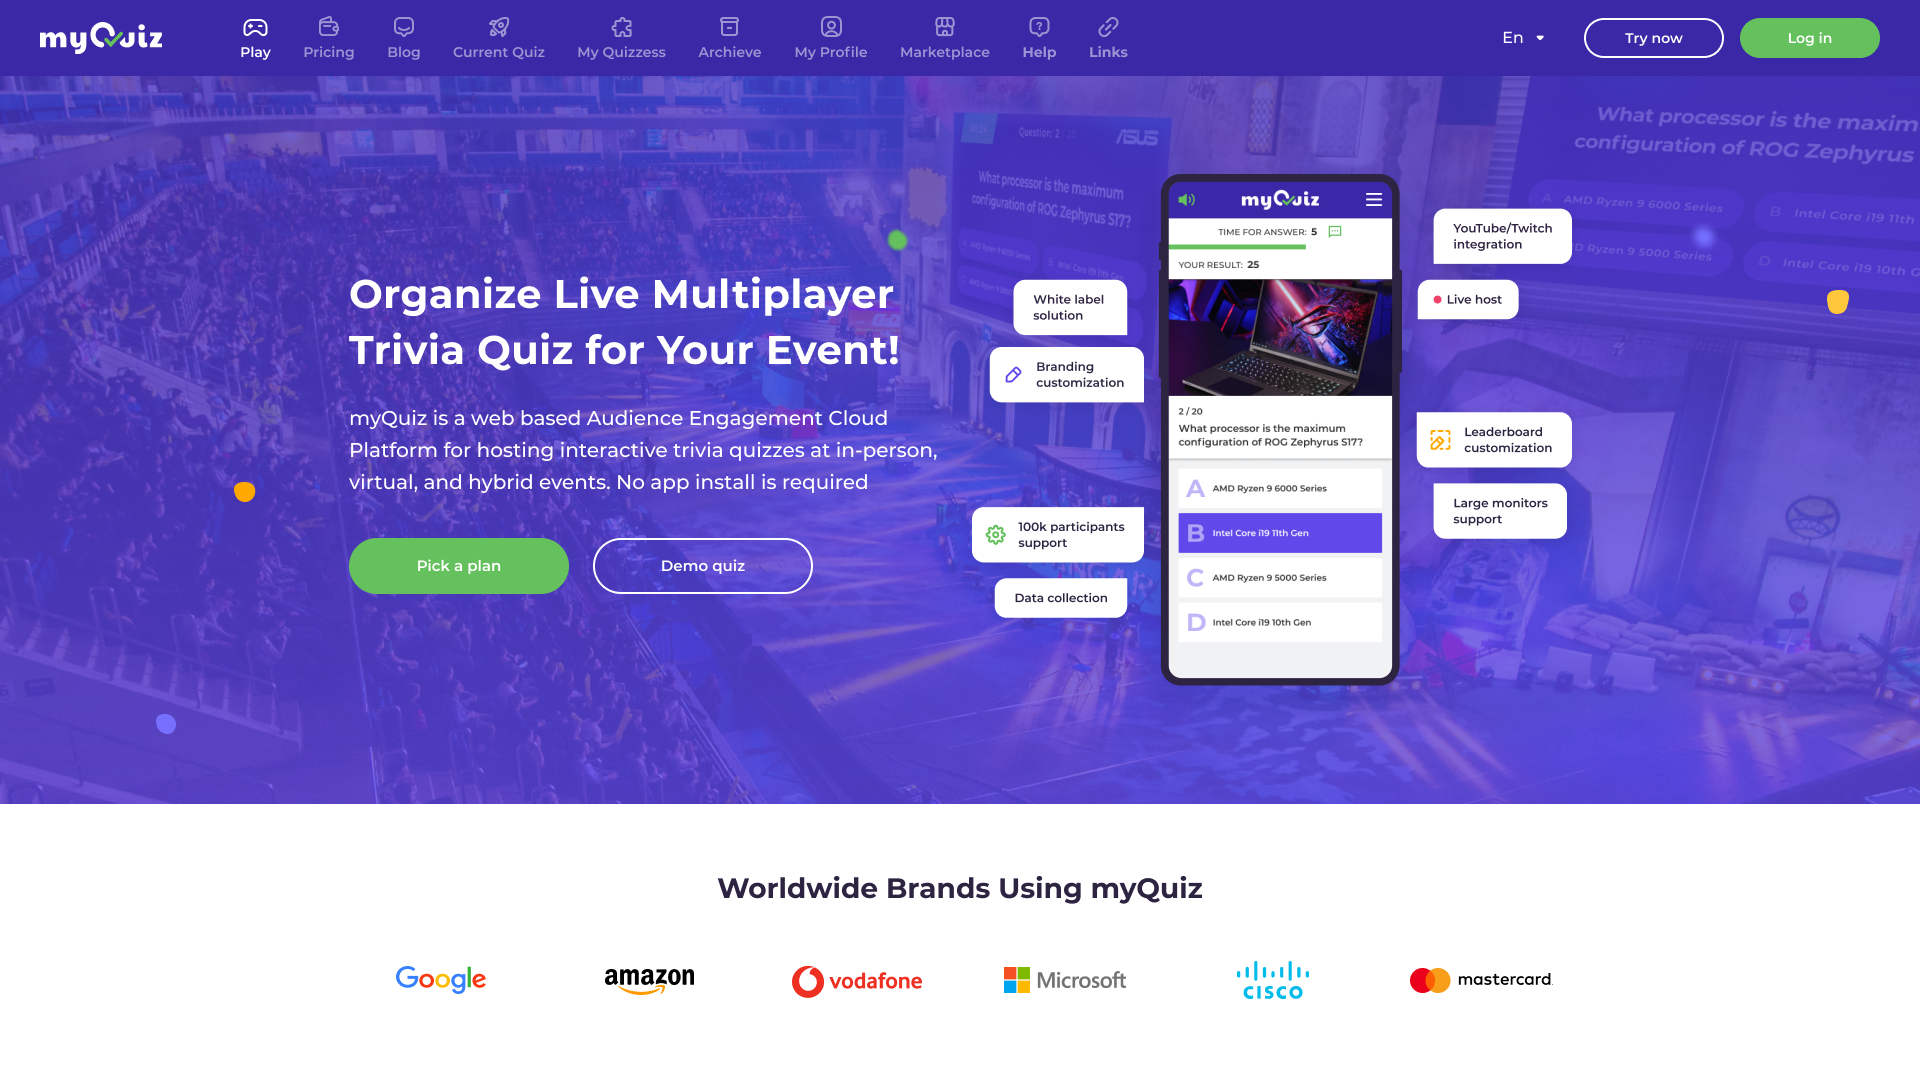 myQuiz
Play
Pricing
Blog
Current Quiz
My Quizzess
Archieve
My Profile
Marketplace
Help
Links
En
Try now
Log in
Organize Live Multiplayer
Trivia Quiz for Your Event!
myQuiz is a web based Audience Engagement Cloud
Platform for hosting interactive trivia quizzes at in-person,
virtual, and hybrid events. No app install is required
Pick a plan
Demo quiz
Question: 2 / 20
ASUS
What processor is the maximum
configuration of ROG Zephyrus S17?
What processor is the maxim
configuration of ROG Zephyrus
A AMD Ryzen 9 6000 Series
B Intel Core i19 11th
AMD Ryzen 9 5000 Series
D Intel Core i19 10th G
White label
solution
Branding
customization
100k participants
support
Data collection
myQuiz
TIME FOR ANSWER: 5
YOUR RESULT: 25
2 / 20
What processor is the maximum
configuration of ROG Zephyrus S17?
A AMD Ryzen 9 6000 Series
B Intel Core i19 11th Gen
C AMD Ryzen 9 5000 Series
D Intel Core i19 10th Gen
YouTube/Twitch
integration
Live host
Leaderboard
customization
Large monitors
support
Worldwide Brands Using myQuiz
Google
amazon
vodafone
Microsoft
CISCO
mastercard